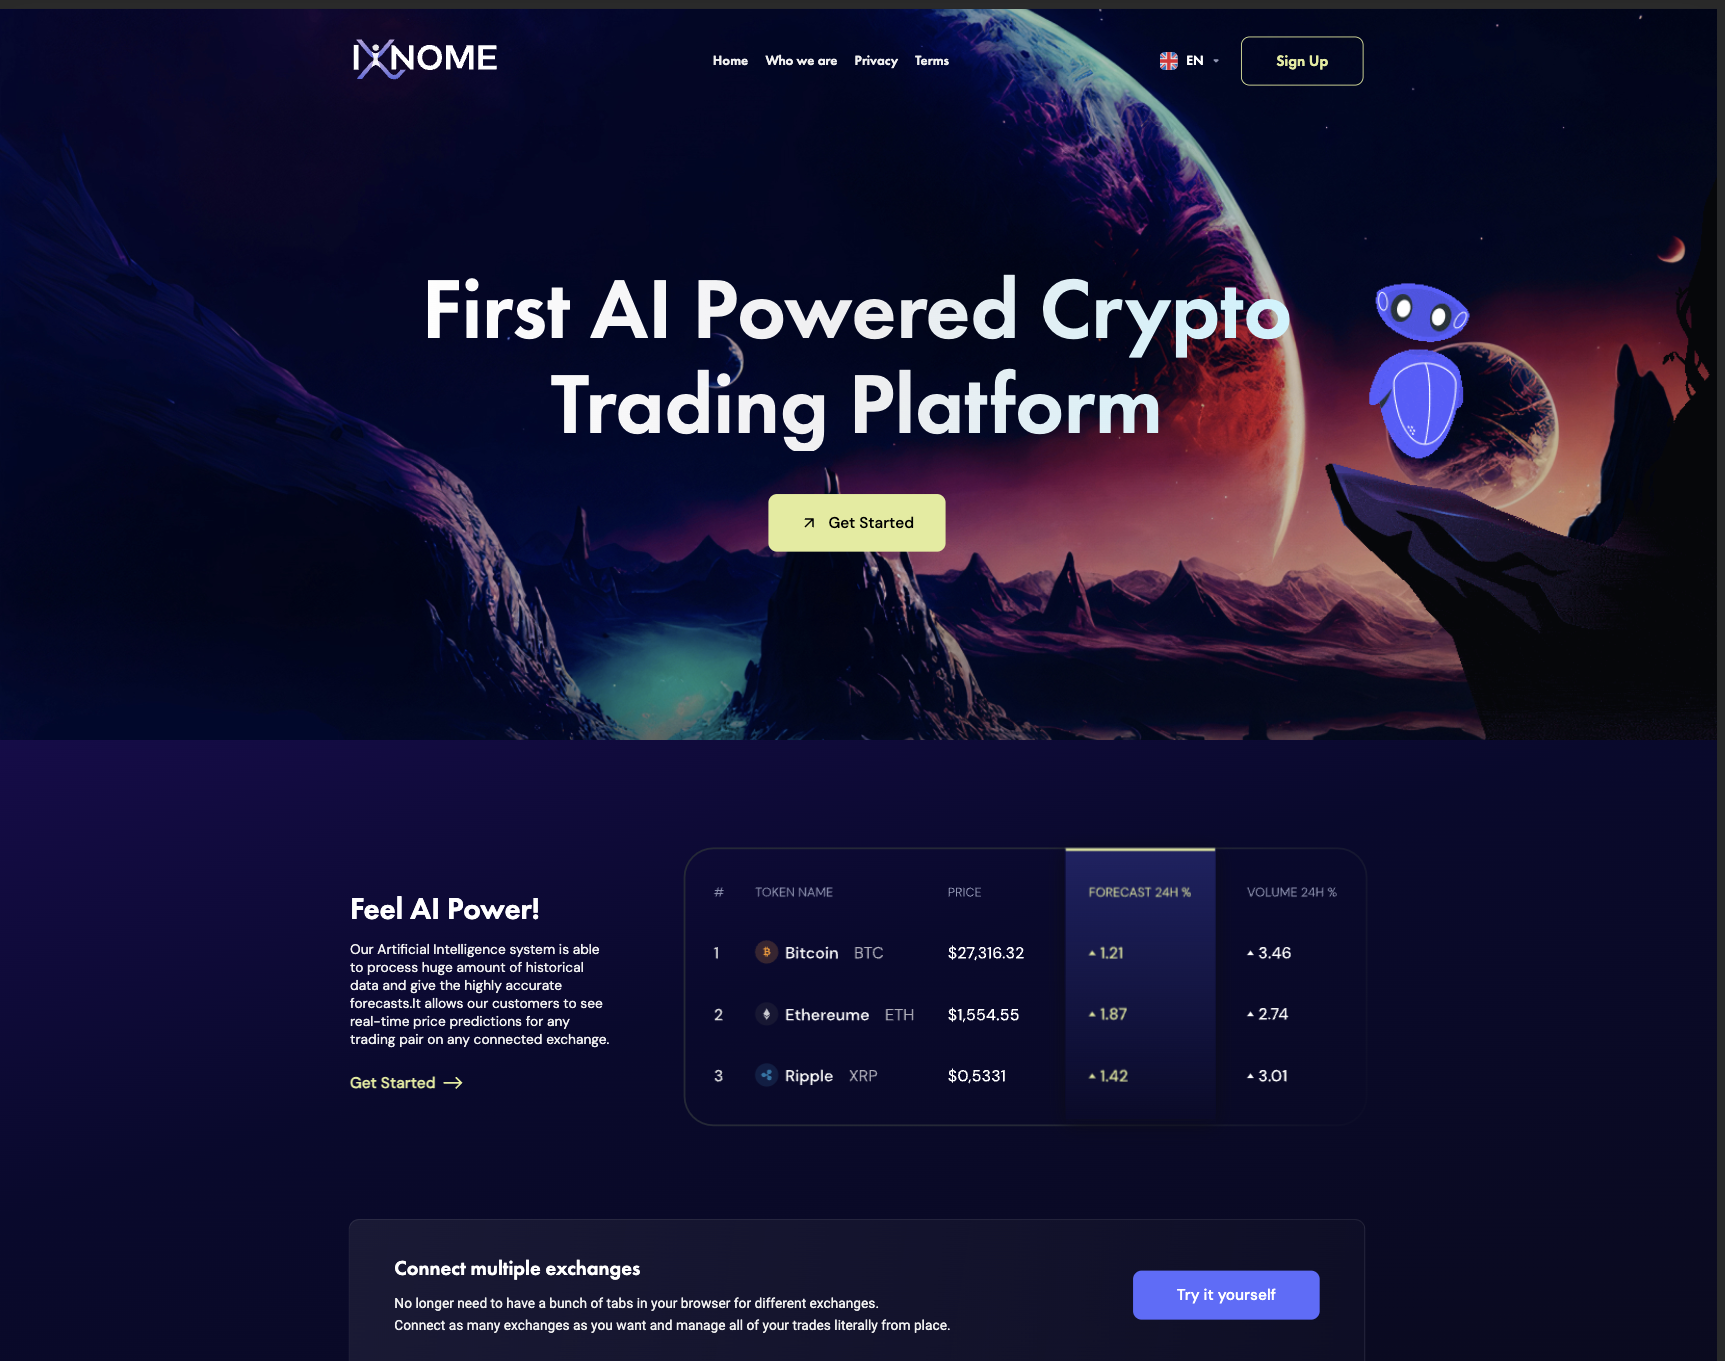 IXNOME
Home Who we are Privacy Terms
EN
Sign Up
First AI Powered Crypto
Trading Platform
Get Started
Feel AI Power!
Our Artificial Intelligence system is able
to process huge amount of historical
data and give the highly accurate
forecasts.It allows our customers to see
real-time price predictions for any
trading pair on any connected exchange.
Get Started
# TOKEN NAME PRICE FORECAST 24H % VOLUME 24H %
1 Bitcoin BTC $27,316.32 1.21 3.46
2 Ethereume ETH $1,554.55 1.87 2.74
3 Ripple XRP $0,5331 1.42 3.01
Connect multiple exchanges
No longer need to have a bunch of tabs in your browser for different exchanges.
Connect as many exchanges as you want and manage all of your trades literally from place.
Try it yourself